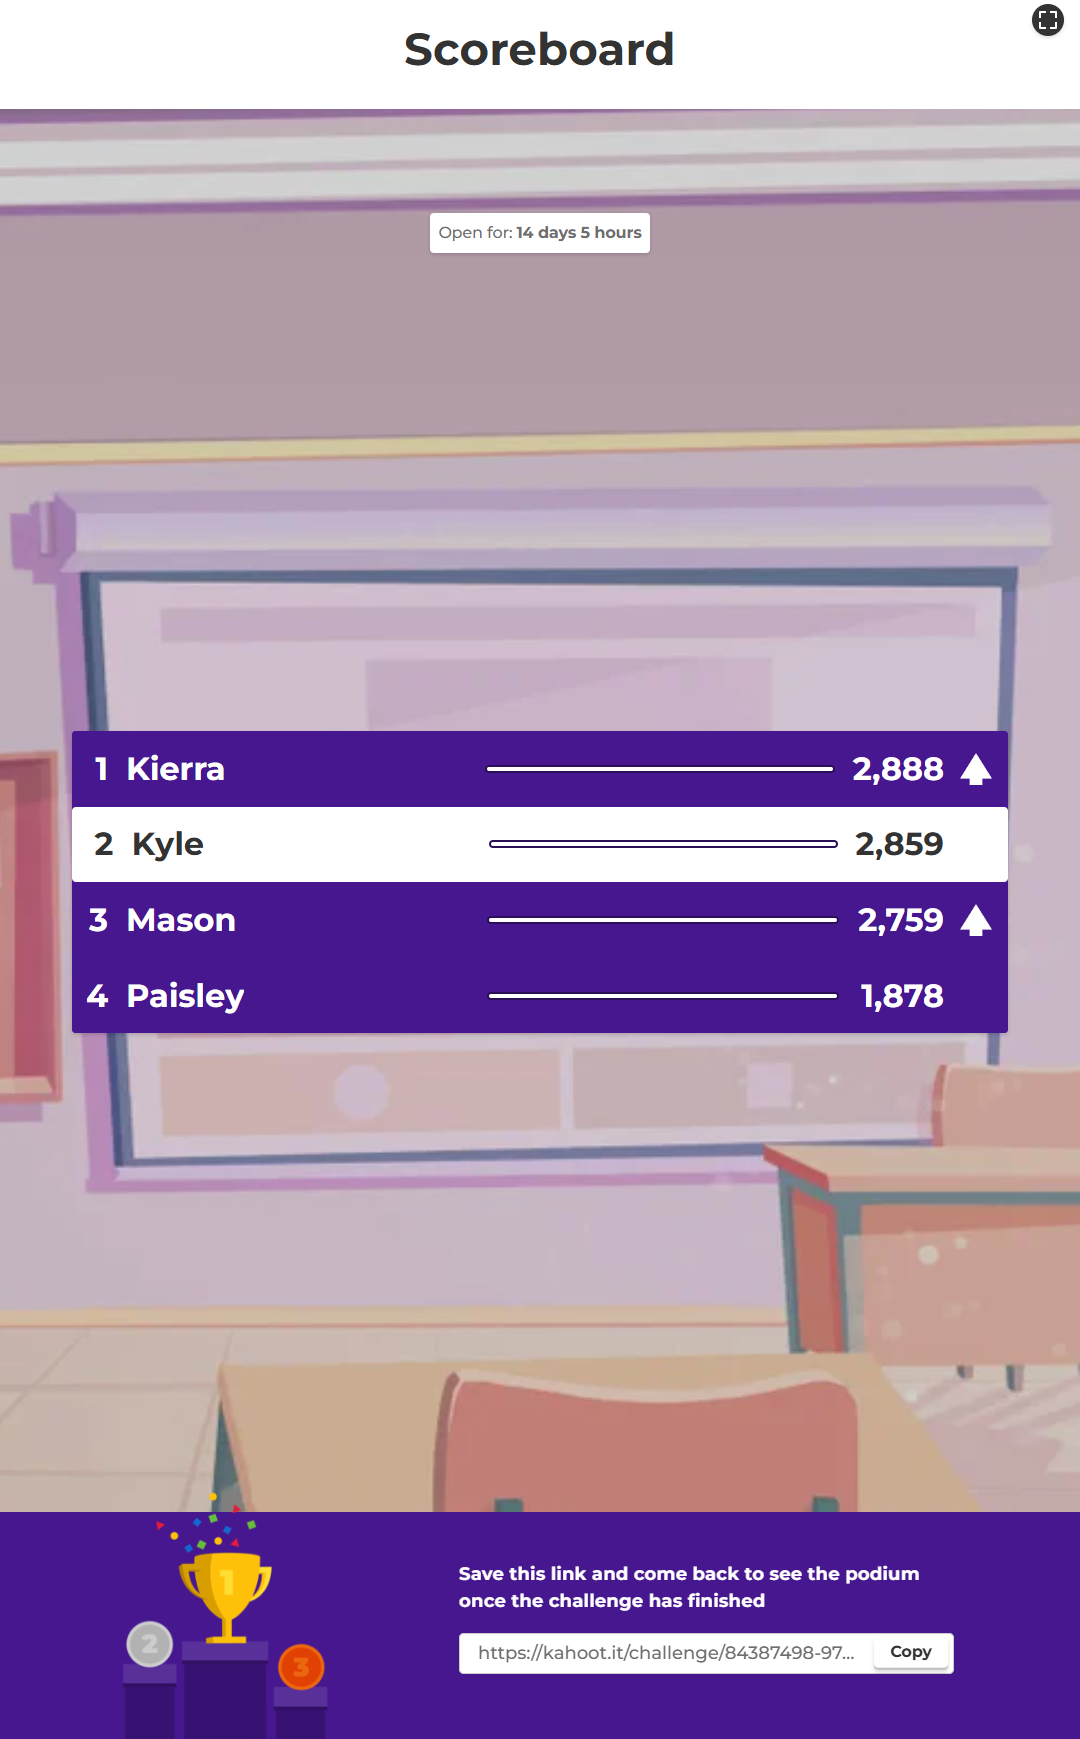 Scoreboard
Open for: 14 days 5 hours
1 Kierra 2,888
2 Kyle 2,859
3 Mason 2,759
4 Paisley 1,878
1
2
3
Save this link and come back to see the podium
once the challenge has finished
https://kahoot.it/challenge/84387498-97... Copy